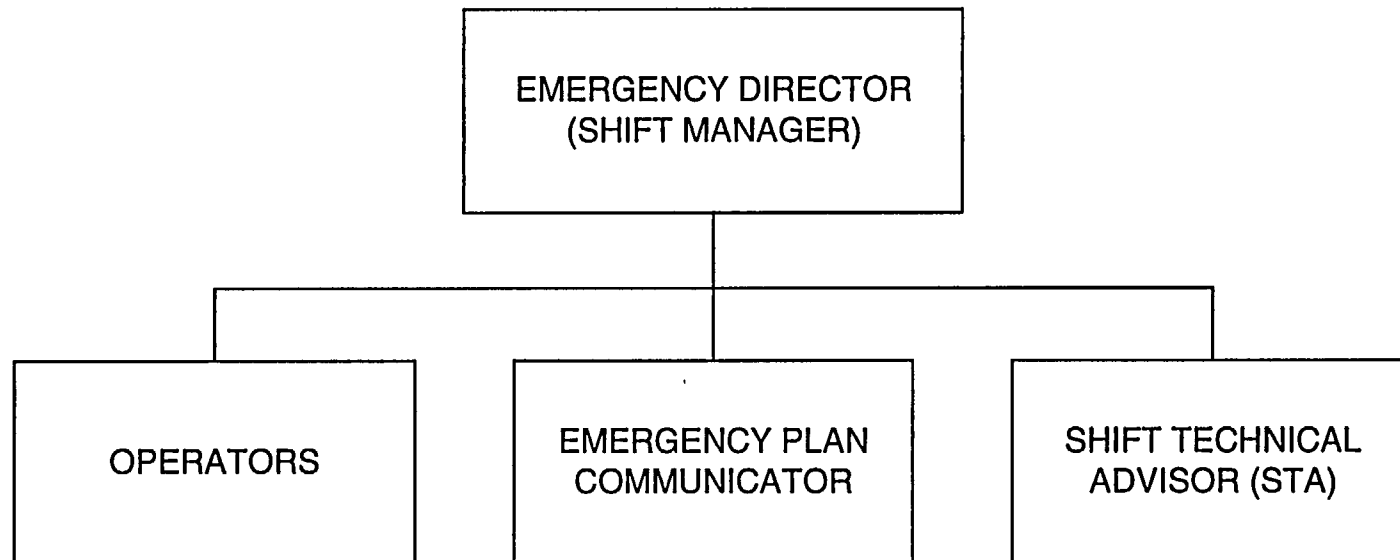 EMERGENCY DIRECTOR
(SHIFT MANAGER)
OPERATORS
EMERGENCY PLAN
COMMUNICATOR
SHIFT TECHNICAL
ADVISOR (STA)